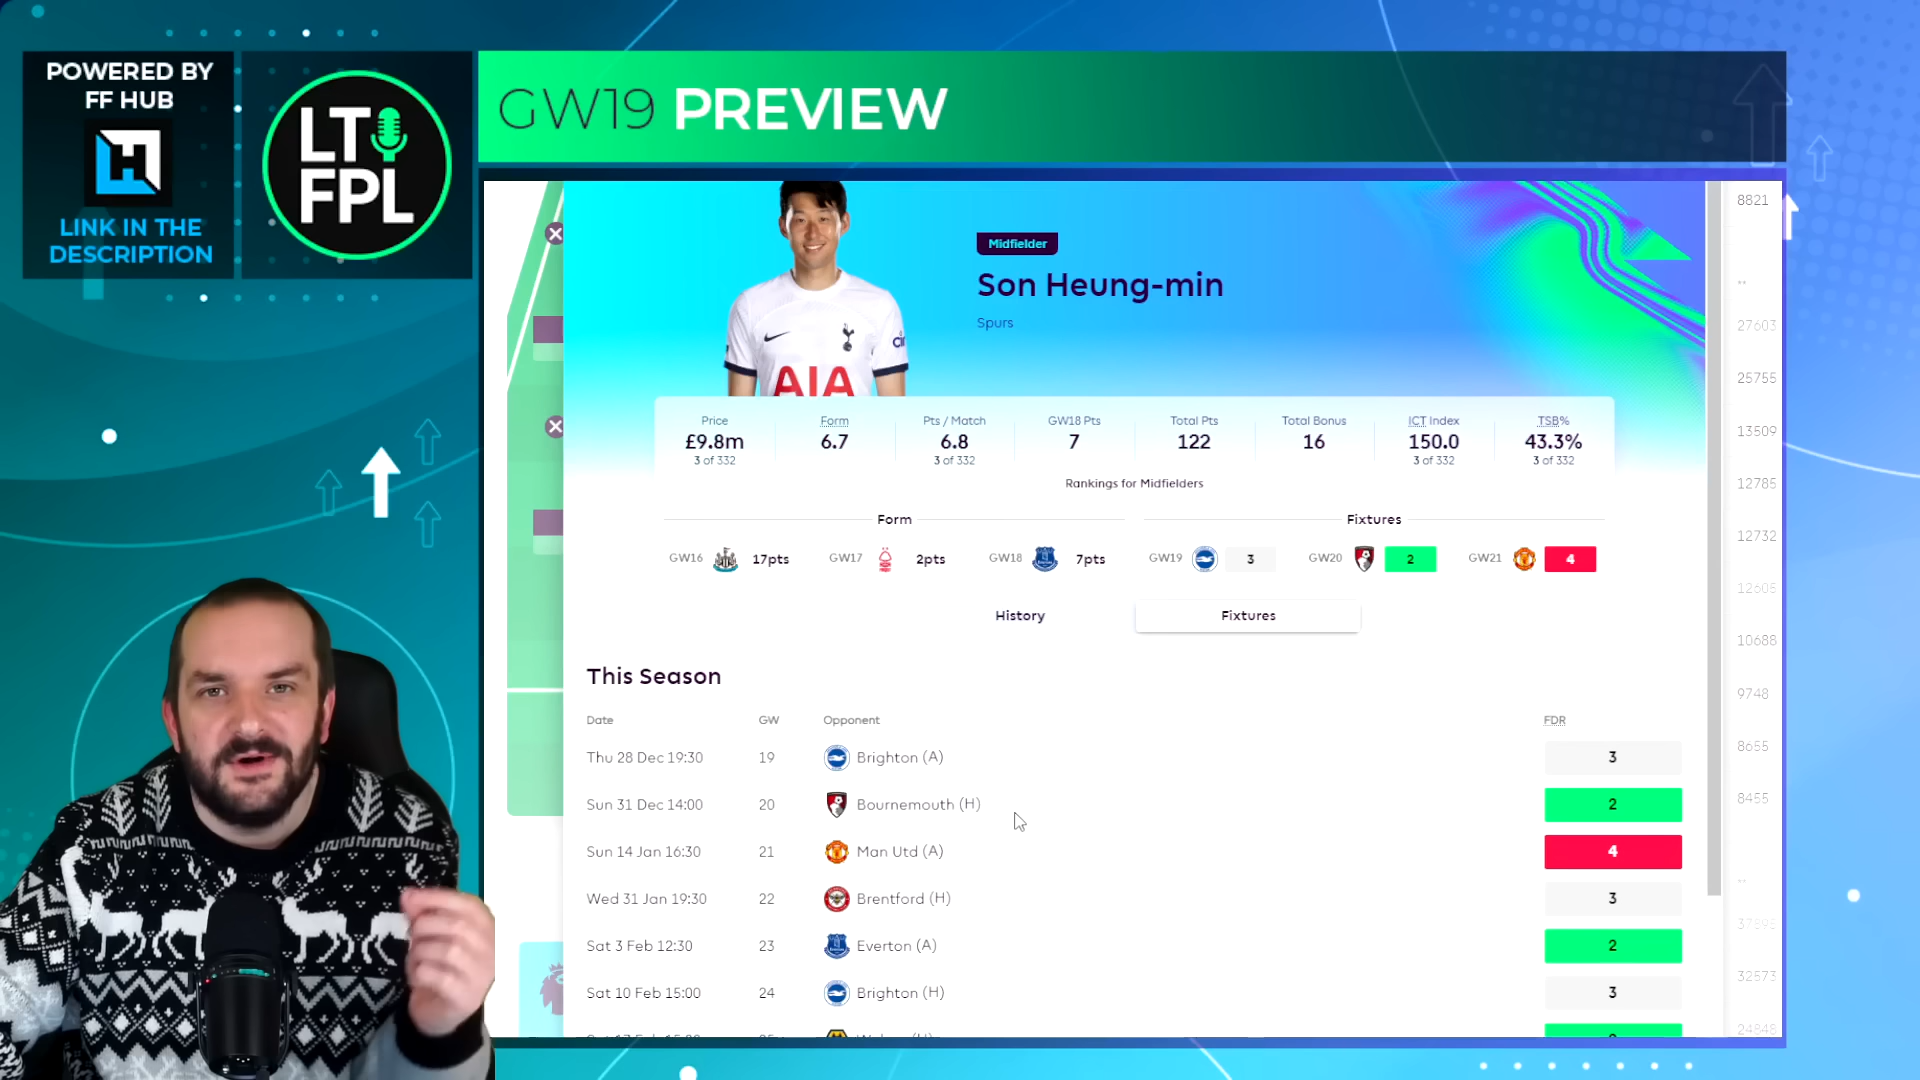 POWERED BY
FF HUB
LINK IN THE
DESCRIPTION
LT
FPL
GW19 PREVIEW
Midfielder
Son Heung-min
Spurs
AIA
Price
£9.8m
3 of 332
Form
6.7
Pts / Match
6.8
3 of 332
GW18 Pts
7
Total Pts
122
Total Bonus
16
ICT Index
150.0
3 of 332
TSB%
43.3%
3 of 332
Rankings for Midfielders
Form
Fixtures
GW16 17pts GW17 2pts GW18 7pts GW19 3 GW20 2 GW21 4
History Fixtures
This Season
Date GW Opponent FDR
Thu 28 Dec 19:30 19 Brighton (A) 3
Sun 31 Dec 14:00 20 Bournemouth (H) 2
Sun 14 Jan 16:30 21 Man Utd (A) 4
Wed 31 Jan 19:30 22 Brentford (H) 3
Sat 3 Feb 12:30 23 Everton (A) 2
Sat 10 Feb 15:00 24 Brighton (H) 3
8821
27603
25755
13509
12785
12732
12605
10688
9748
8655
8455
32573
24848